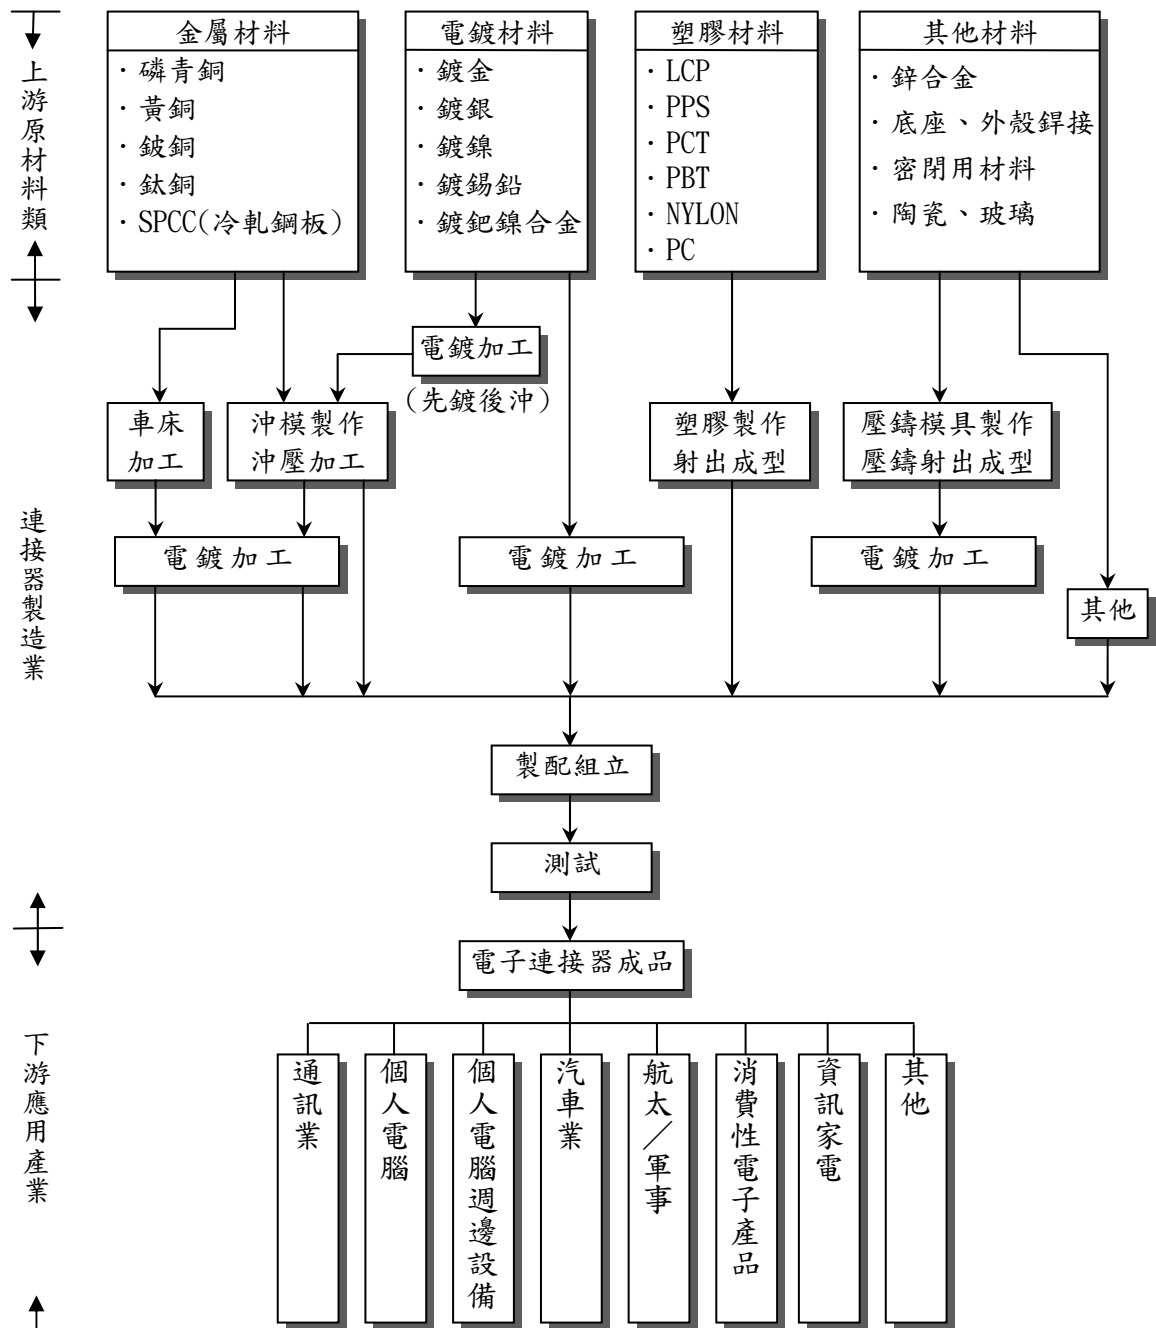 上游原材料類
金屬材料
·磷青銅
·黃銅
·鈹銅
·鈦銅
·SPCC(冷軋鋼板)
電鍍材料
·鍍金
·鍍銀
·鍍鎳
·鍍錫鉛
·鍍鈀鎳合金
塑膠材料
·LCP
·PPS
·PCT
·PBT
·NYLON
·PC
其他材料
·鋅合金
·底座、外殼銲接
·密閉用材料
·陶瓷、玻璃
連接器製造業
電鍍加工
(先鍍後沖)
車床
加工
沖模製作
沖壓加工
塑膠製作
射出成型
壓鑄模具製作
壓鑄射出成型
電鍍加工
電鍍加工
電鍍加工
其他
製配組立
測試
電子連接器成品
下游應用產業
通訊業
個人電腦
個人電腦週邊設備
汽車業
航太／軍事
消費性電子產品
資訊家電
其他